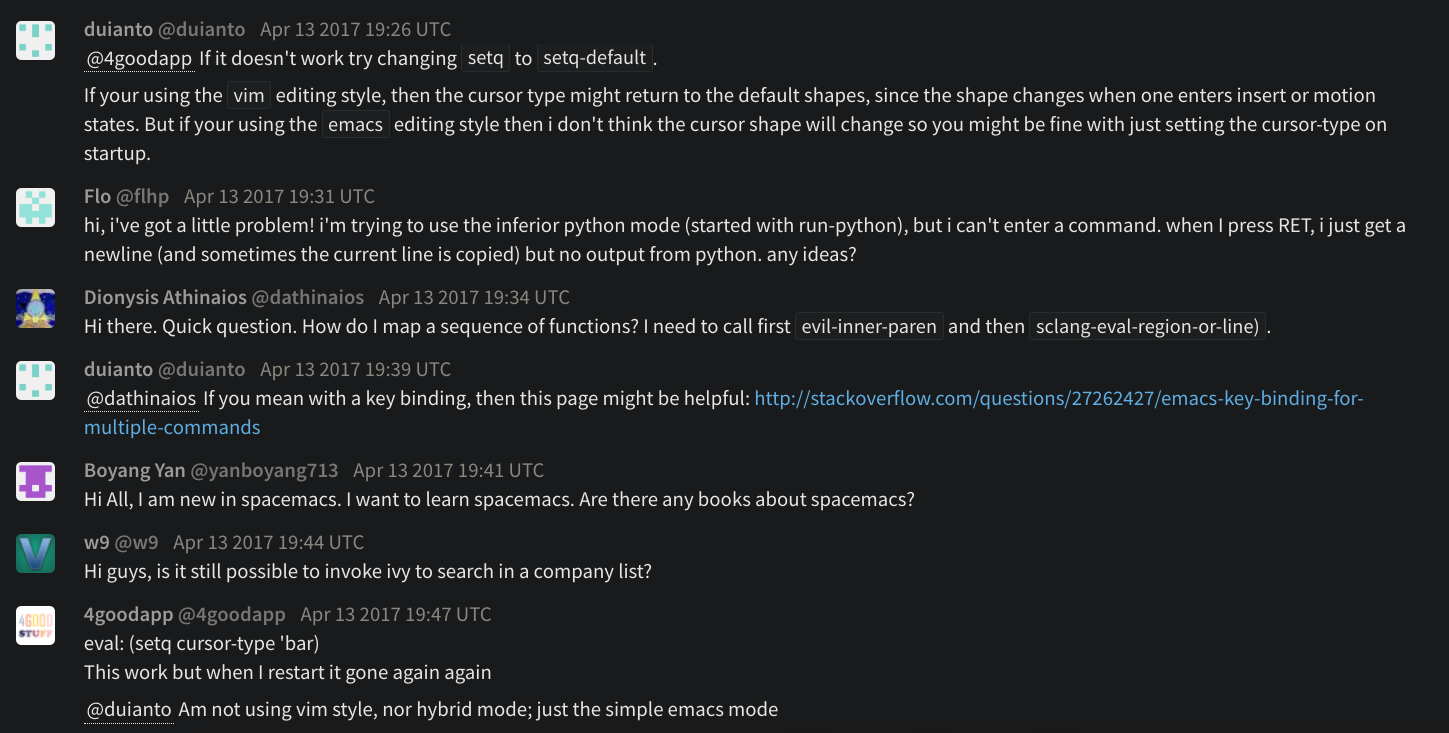 duianto @duianto Apr 13 2017 19:26 UTC
@4goodapp If it doesn't work try changing setq to setq-default.
If your using the vim editing style, then the cursor type might return to the default shapes, since the shape changes when one enters insert or motion
states. But if your using the emacs editing style then i don't think the cursor shape will change so you might be fine with just setting the cursor-type on
startup.
Flo @flhp Apr 13 2017 19:31 UTC
hi, i've got a little problem! i'm trying to use the inferior python mode (started with run-python), but i can't enter a command. when I press RET, i just get a
newline (and sometimes the current line is copied) but no output from python. any ideas?
Dionysis Athinaios @dathinaios Apr 13 2017 19:34 UTC
Hi there. Quick question. How do I map a sequence of functions? I need to call first evil-inner-paren and then sclang-eval-region-or-line) .
duianto @duianto Apr 13 2017 19:39 UTC
@dathinaios If you mean with a key binding, then this page might be helpful: http://stackoverflow.com/questions/27262427/emacs-key-binding-for-
multiple-commands
Boyang Yan @yanboyang713 Apr 13 2017 19:41 UTC
Hi All, I am new in spacemacs. I want to learn spacemacs. Are there any books about spacemacs?
V
w9 @w9 Apr 13 2017 19:44 UTC
Hi guys, is it still possible to invoke ivy to search in a company list?
4GOOD
STUFF
4goodapp @4goodapp Apr 13 2017 19:47 UTC
eval: (setq cursor-type 'bar)
This work but when I restart it gone again again
@duianto Am not using vim style, nor hybrid mode; just the simple emacs mode